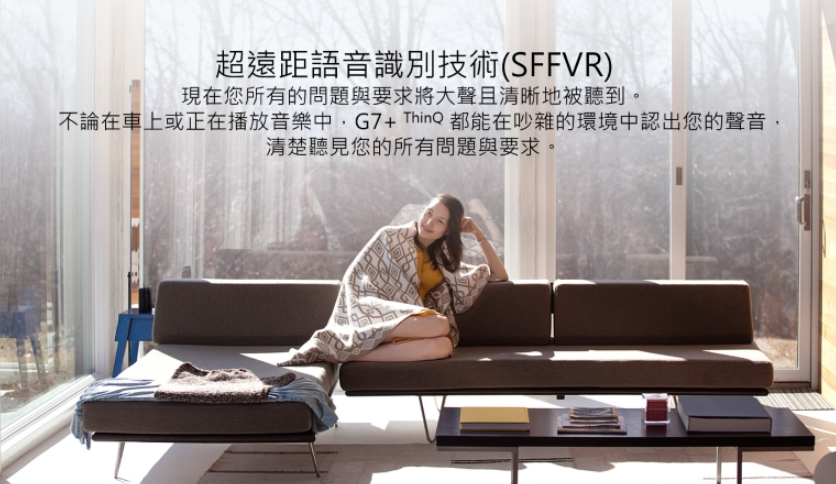 超遠距語音識別技術(SFFVR)
現在您所有的問題與要求將大聲且清晰地被聽到。
不論在車上或正在播放音樂中，G7+ ThinQ 都能在吵雜的環境中認出您的聲音，
清楚聽見您的所有問題與要求。